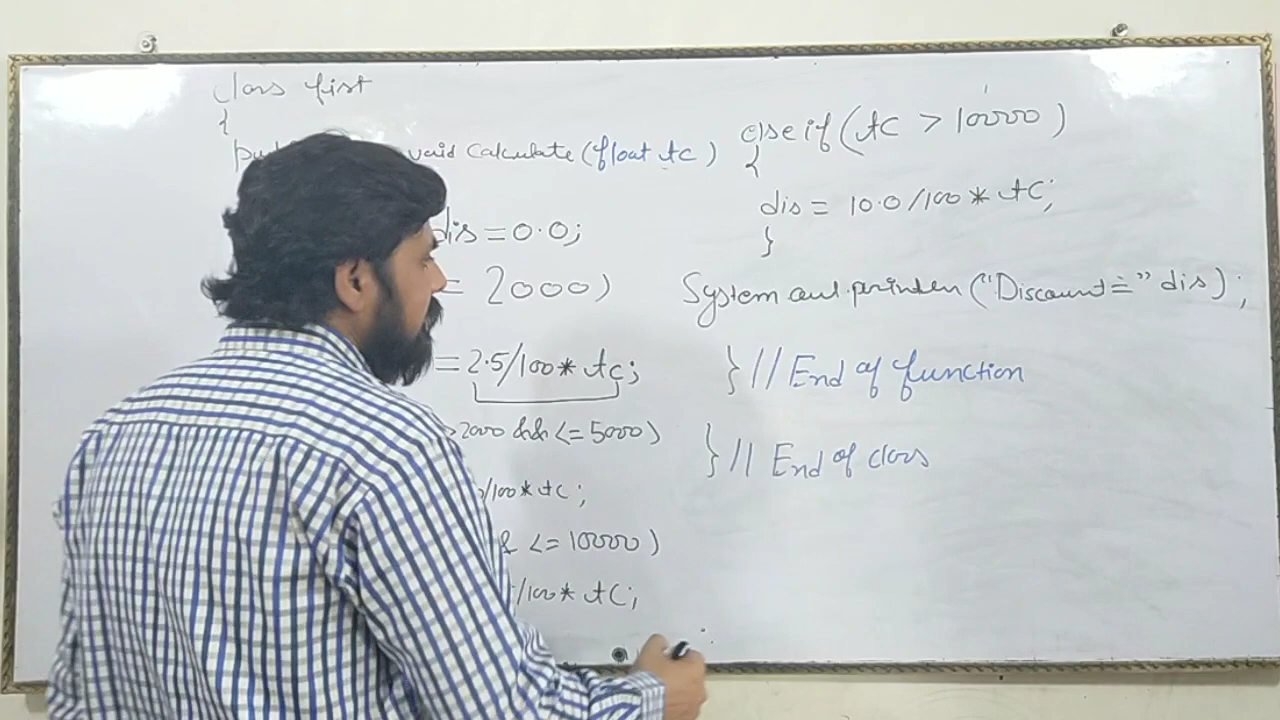 class first
{
void Calculate (float tc)
dis = 0.0;
= 2000)
= 2.5/100 * tc;
>2000 && <= 5000)
/100 * tc;
& <= 10000)
/100 * tc;
else if (tc > 10000)
{
dis = 10.0/100 * tc;
}
System out println ("Discount=" dis);
} // End of function
} // End of class